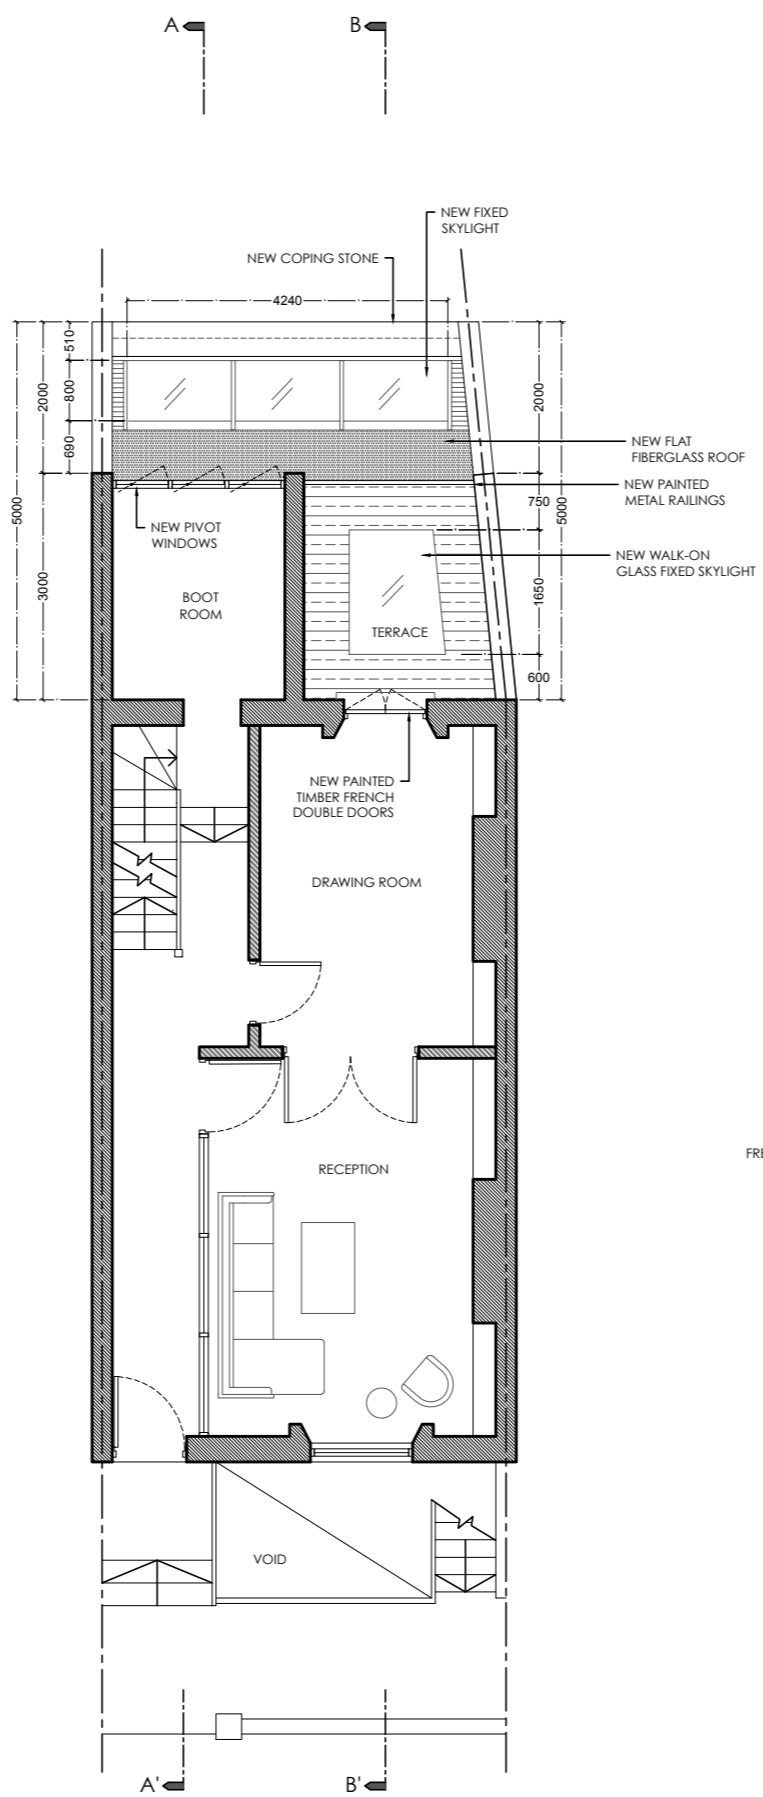 A
B
NEW FIXED
SKYLIGHT
NEW COPING STONE
4240
510
800
690
2000
5000
3000
2000
750
5000
1650
600
NEW FLAT
FIBERGLASS ROOF
NEW PAINTED
METAL RAILINGS
NEW PIVOT
WINDOWS
NEW WALK-ON
GLASS FIXED SKYLIGHT
BOOT
ROOM
TERRACE
NEW PAINTED
TIMBER FRENCH
DOUBLE DOORS
DRAWING ROOM
FRE
RECEPTION
VOID
A'
B'